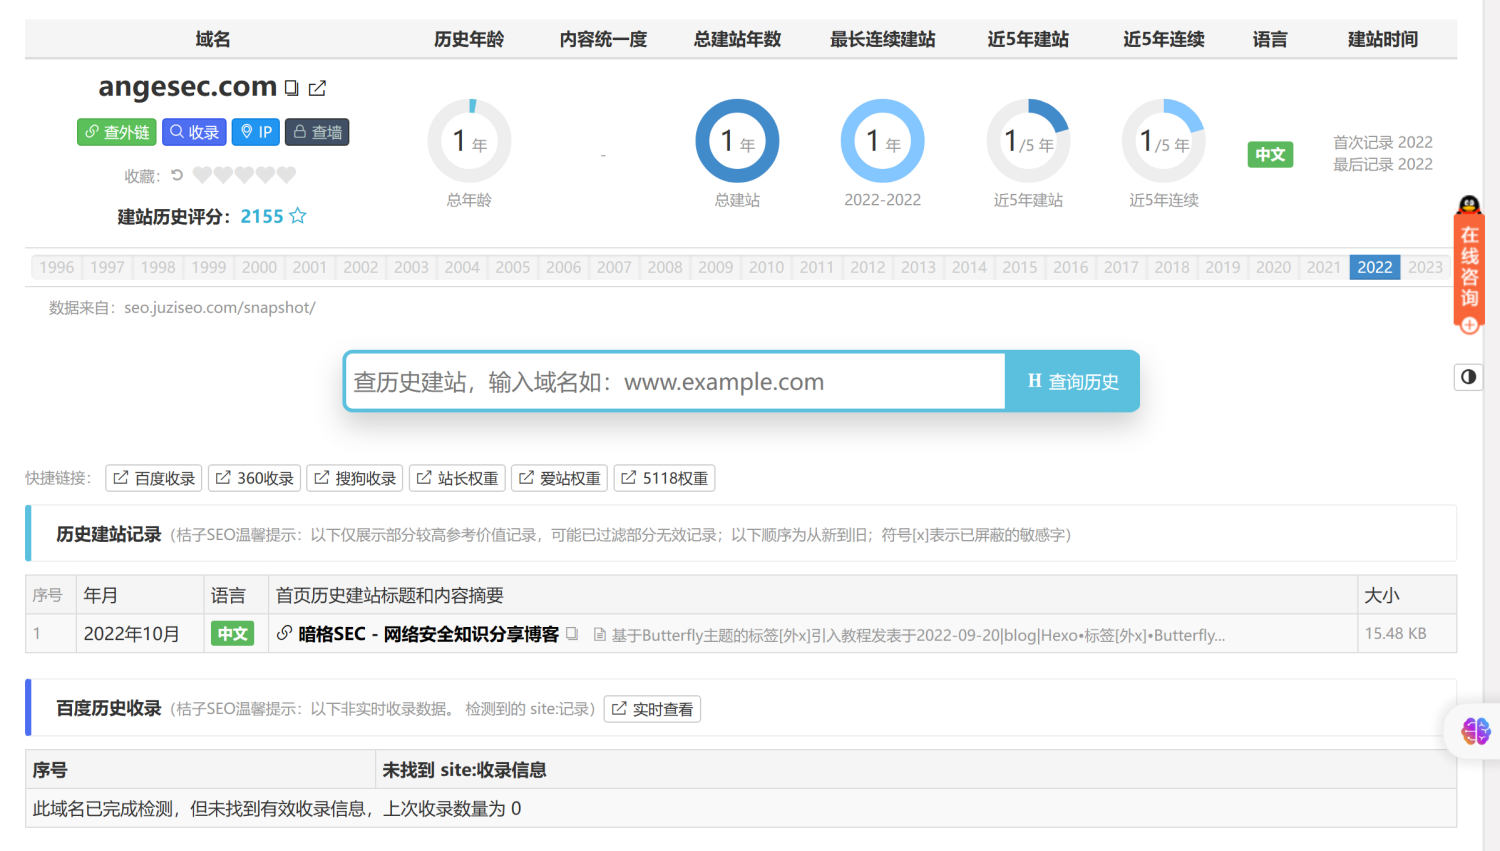 域名 历史年龄 内容统一度 总建站年数 最长连续建站 近5年建站 近5年连续 语言 建站时间
angesec.com
查外链 收录 IP 查墙
收藏：
建站历史评分：2155
1 年
总年龄
-
1 年
总建站
1 年
2022-2022
1/5 年
近5年建站
1/5 年
近5年连续
中文
首次记录 2022
最后记录 2022
1996 1997 1998 1999 2000 2001 2002 2003 2004 2005 2006 2007 2008 2009 2010 2011 2012 2013 2014 2015 2016 2017 2018 2019 2020 2021 2022 2023
数据来自：seo.juziseo.com/snapshot/
在线咨询
查历史建站，输入域名如：www.example.com
H 查询历史
快捷链接： 百度收录 360收录 搜狗收录 站长权重 爱站权重 5118权重
历史建站记录（桔子SEO温馨提示：以下仅展示部分较高参考价值记录，可能已过滤部分无效记录；以下顺序为从新到旧；符号[x]表示已屏蔽的敏感字）
序号 年月 语言 首页历史建站标题和内容摘要 大小
1 2022年10月 中文 暗格SEC - 网络安全知识分享博客 基于Butterfly主题的标签[外x]引入教程发表于2022-09-20|blog|Hexo•标签[外x]•Butterfly... 15.48 KB
百度历史收录（桔子SEO温馨提示：以下非实时收录数据。 检测到的 site:记录） 实时查看
序号 未找到 site:收录信息
此域名已完成检测，但未找到有效收录信息，上次收录数量为 0